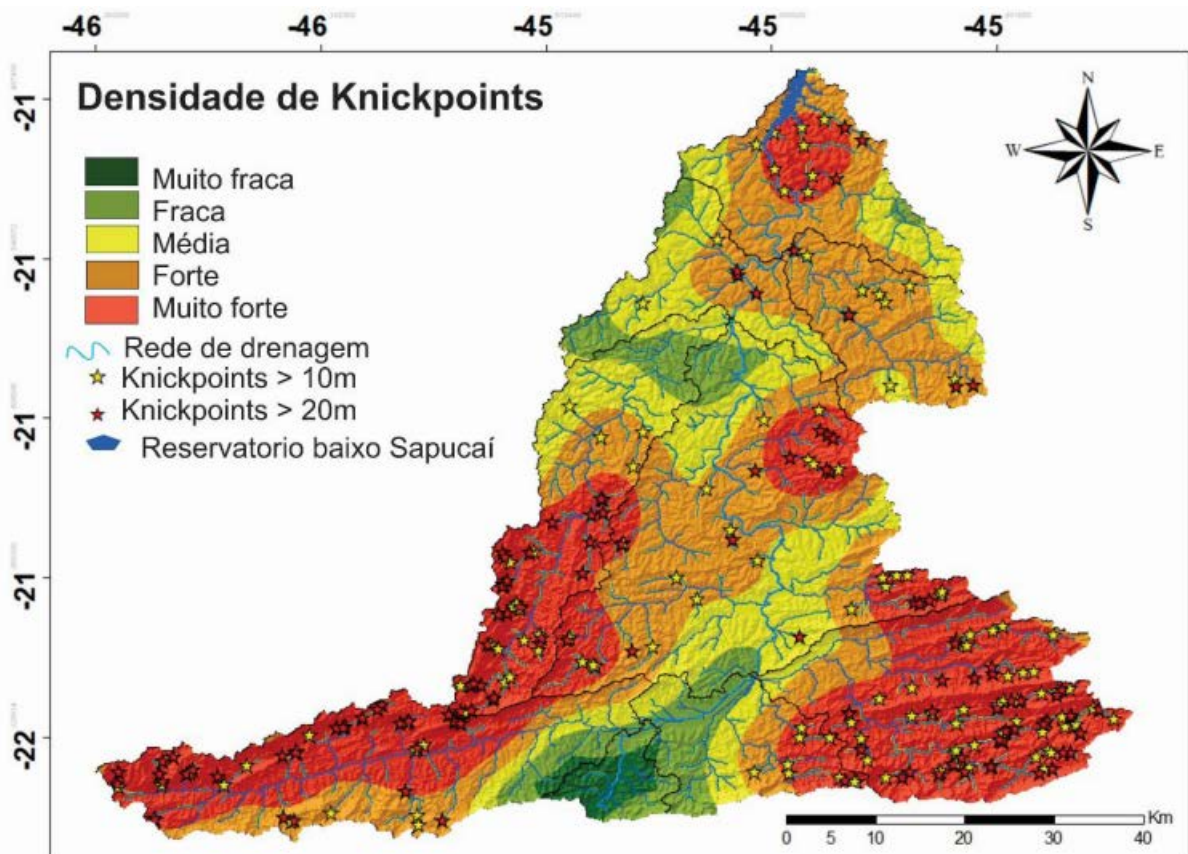 -46 -46 -45 -45 -45
Densidade de Knickpoints
Muito fraca
Fraca
Média
Forte
Muito forte
Rede de drenagem
Knickpoints > 10m
Knickpoints > 20m
Reservatorio baixo Sapucaí
N
W E
S
-21
-21
-21
-21
-22
Km
0 5 10 20 30 40